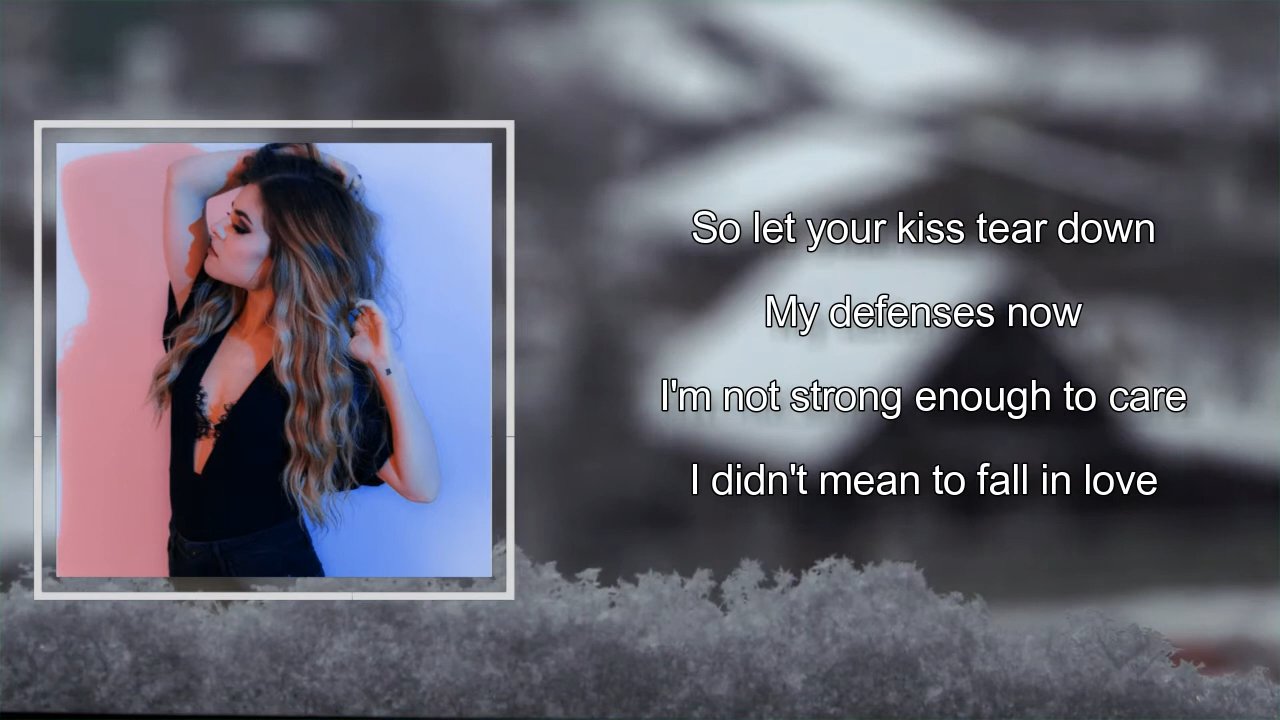 So let your kiss tear down
My defenses now
I'm not strong enough to care
I didn't mean to fall in love